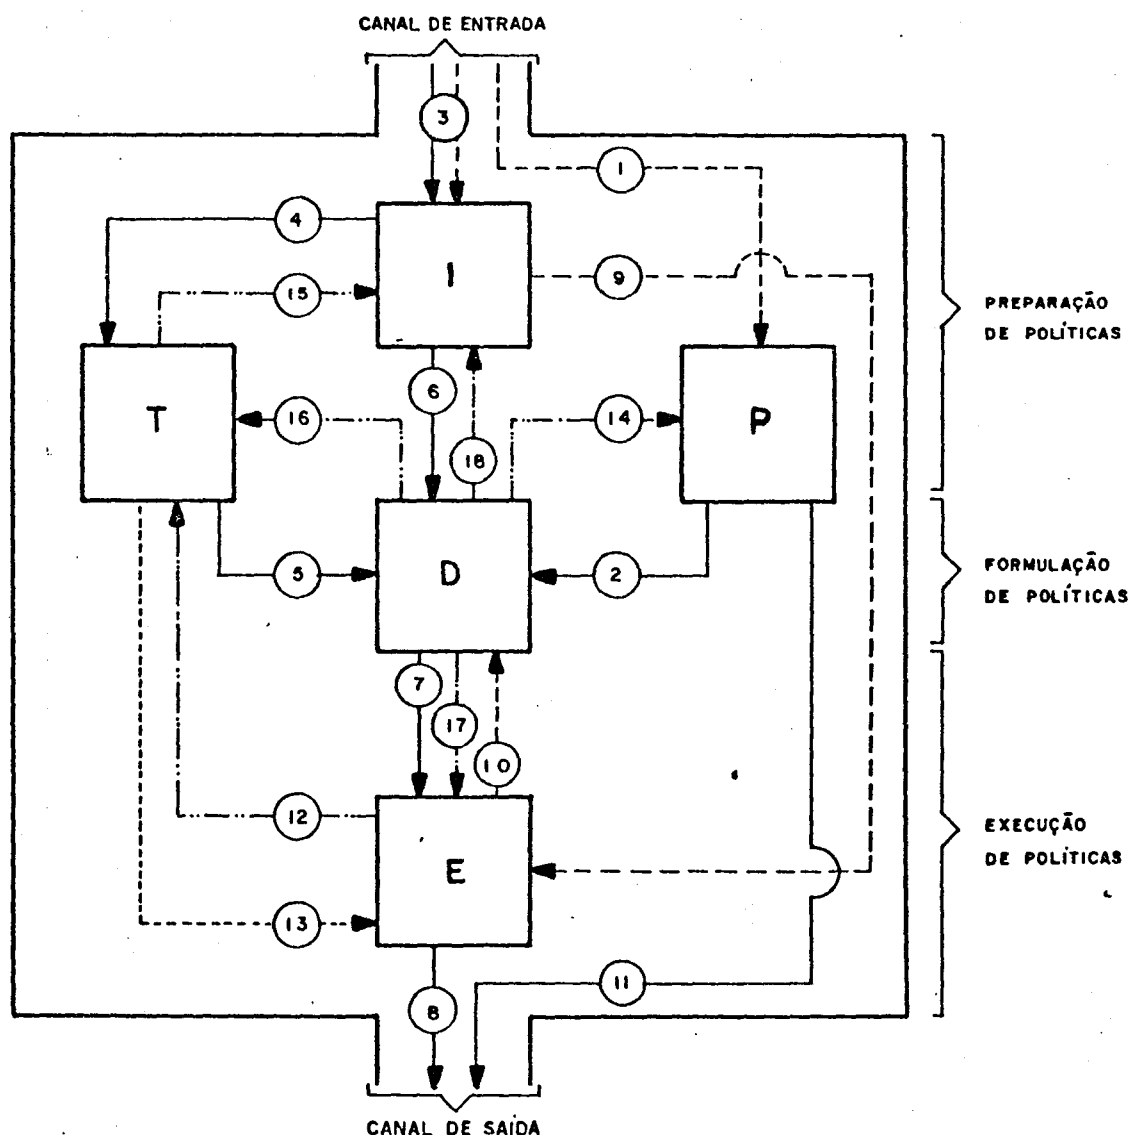 CANAL DE ENTRADA
3
1
4
I
9
15
PREPARAÇÃO
DE POLÍTICAS
6
T
16
14
P
18
5
D
2
FORMULAÇÃO
DE POLÍTICAS
7
17
10
12
E
EXECUÇÃO
DE POLÍTICAS
13
11
8
CANAL DE SAÍDA